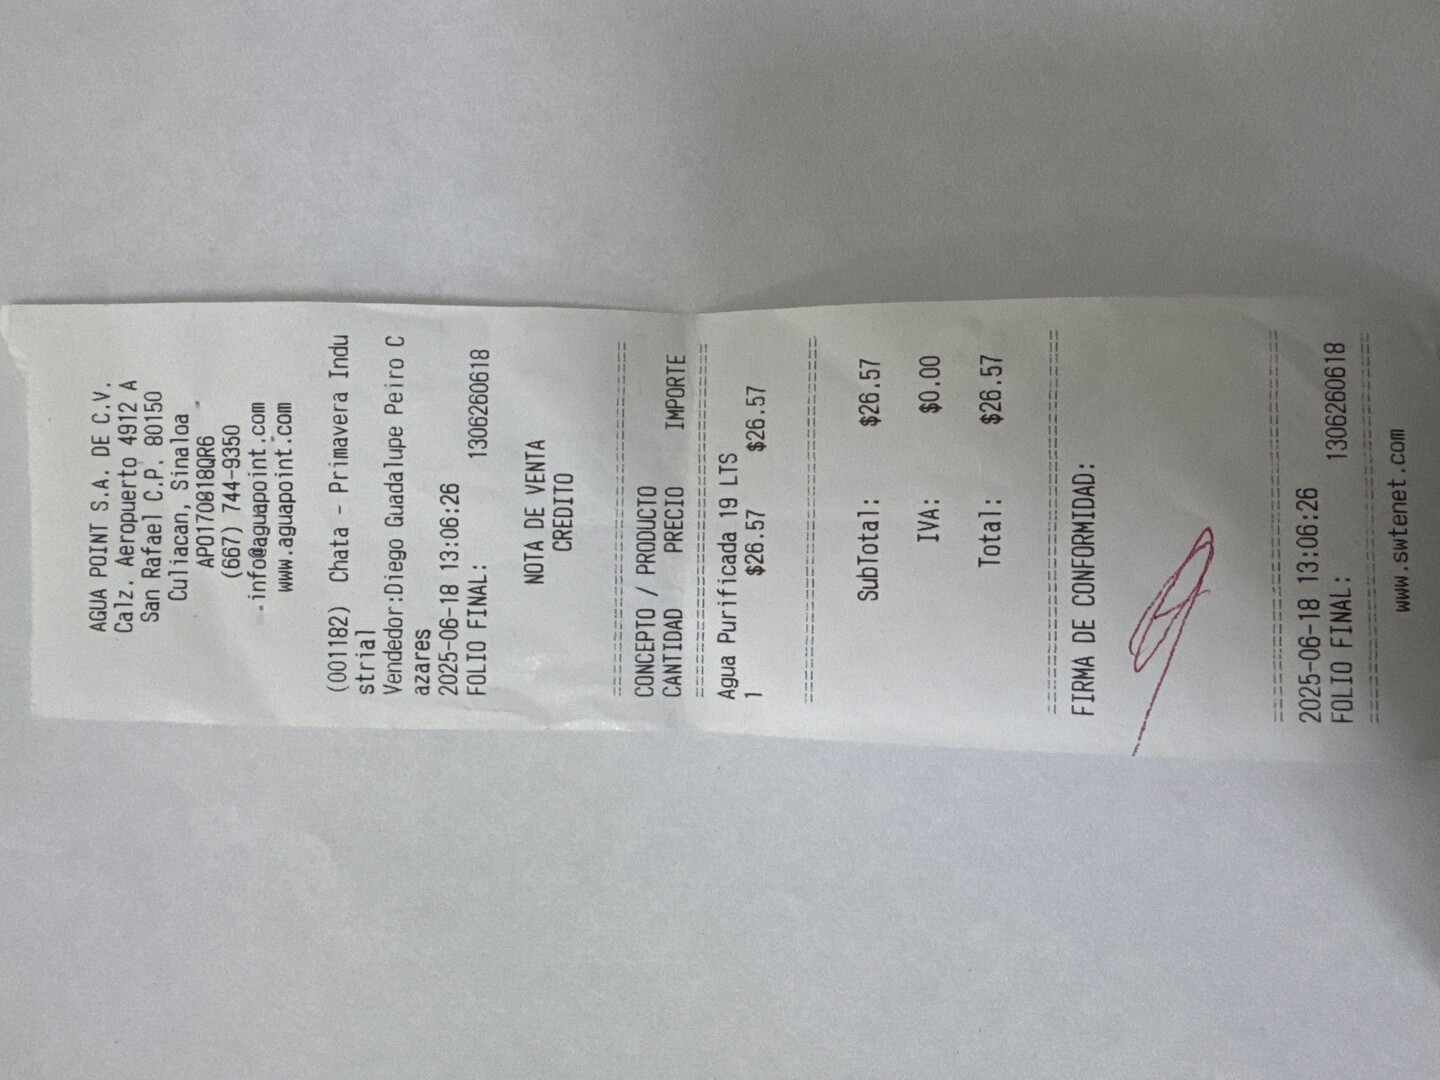 AGUA POINT S.A. DE C.V.
Calz. Aeropuerto 4912 A
San Rafael C.P. 80150
Culiacan, Sinaloa
APO170818QR6
(667) 744-9350
info@aguapoint.com
www.aguapoint.com
(001182) Chata - Primavera Indu
strial
Vendedor:Diego Guadalupe Peiro C
azares
2025-06-18 13:06:26
FOLIO FINAL: 1306260618
NOTA DE VENTA
CREDITO
================================
CONCEPTO / PRODUCTO
CANTIDAD PRECIO IMPORTE
================================
Agua Purificada 19 LTS
1 $26.57 $26.57
================================
SubTotal: $26.57
IVA: $0.00
Total: $26.57
================================
FIRMA DE CONFORMIDAD:
================================
2025-06-18 13:06:26
FOLIO FINAL: 1306260618
================================
www.swtenet.com